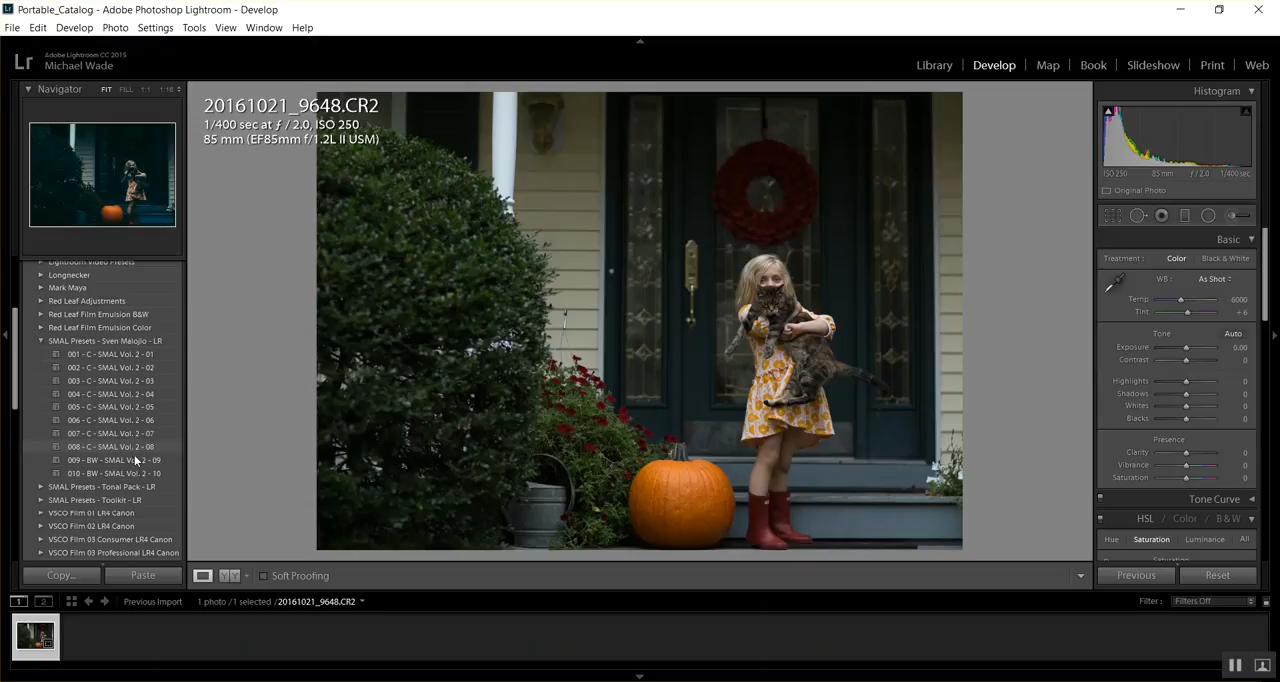 Portable_Catalog - Adobe Photoshop Lightroom - Develop
File Edit Develop Photo Settings Tools View Window Help
Lr Adobe Lightroom CC 2015
Michael Wade
Library | Develop | Map | Book | Slideshow | Print | Web
Navigator FIT FILL 1:1 1:16
20161021_9648.CR2
1/400 sec at ƒ / 2.0, ISO 250
85 mm (EF85mm f/1.2L II USM)
Lightroom Video Presets
Longnecker
Mark Maya
Red Leaf Adjustments
Red Leaf Film Emulsion B&W
Red Leaf Film Emulsion Color
SMAL Presets - Sven Malojlo - LR
001 - C - SMAL Vol. 2 - 01
002 - C - SMAL Vol. 2 - 02
003 - C - SMAL Vol. 2 - 03
004 - C - SMAL Vol. 2 - 04
005 - C - SMAL Vol. 2 - 05
006 - C - SMAL Vol. 2 - 06
007 - C - SMAL Vol. 2 - 07
008 - C - SMAL Vol. 2 - 08
009 - BW - SMAL Vol. 2 - 09
010 - BW - SMAL Vol. 2 - 10
SMAL Presets - Tonal Pack - LR
SMAL Presets - Toolkit - LR
VSCO Film 01 LR4 Canon
VSCO Film 02 LR4 Canon
VSCO Film 03 Consumer LR4 Canon
VSCO Film 03 Professional LR4 Canon
Copy... Paste
Soft Proofing
Histogram
ISO 250 85 mm ƒ / 2.0 1/400 sec
Original Photo
Basic
Treatment : Color Black & White
WB : As Shot
Temp 6000
Tint + 6
Tone Auto
Exposure 0.00
Contrast 0
Highlights 0
Shadows 0
Whites 0
Blacks 0
Presence
Clarity 0
Vibrance 0
Saturation 0
Tone Curve
HSL / Color / B & W
Hue Saturation Luminance All
Saturation
Previous Reset
1 2 Previous Import 1 photo / 1 selected / 20161021_9648.CR2 Filter : Filters Off